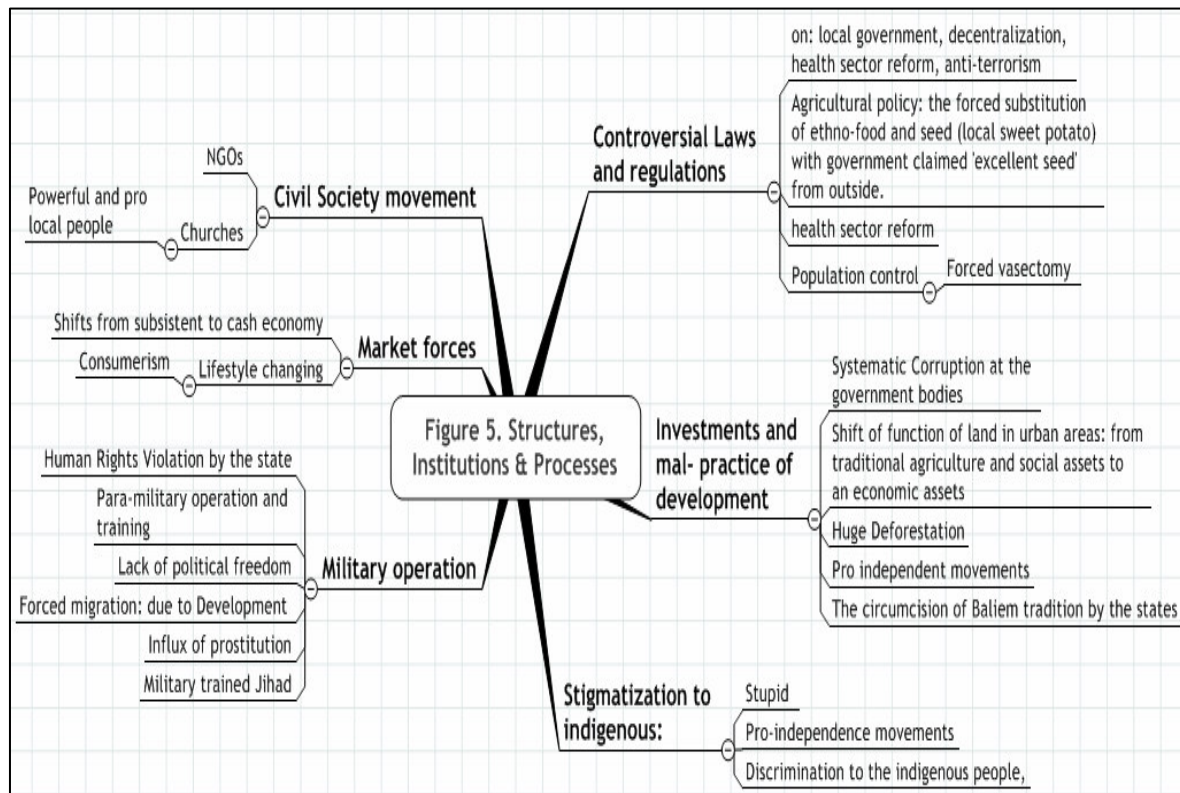 Figure 5. Structures,
Institutions & Processes
Civil Society movement
NGOs
Churches
Powerful and pro
local people
Market forces
Shifts from subsistent to cash economy
Lifestyle changing
Consumerism
Military operation
Human Rights Violation by the state
Para-military operation and
training
Lack of political freedom
Forced migration: due to Development
Influx of prostitution
Military trained Jihad
Controversial Laws
and regulations
on: local government, decentralization,
health sector reform, anti-terrorism
Agricultural policy: the forced substitution
of ethno-food and seed (local sweet potato)
with government claimed 'excellent seed'
from outside.
health sector reform
Population control
Forced vasectomy
Investments and
mal- practice of
development
Systematic Corruption at the
government bodies
Shift of function of land in urban areas: from
traditional agriculture and social assets to
an economic assets
Huge Deforestation
Pro independent movements
The circumcision of Baliem tradition by the states
Stigmatization to
indigenous:
Stupid
Pro-independence movements
Discrimination to the indigenous people,